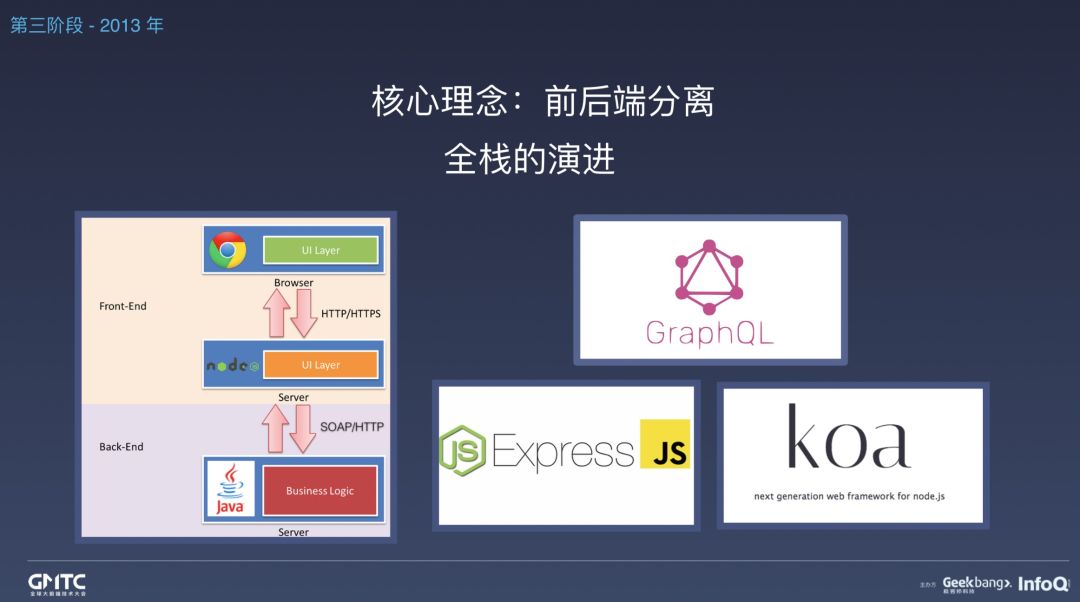 第三阶段 - 2013 年
核心理念：前后端分离
全栈的演进
UI Layer
Browser
Front-End
HTTP/HTTPS
node JS
UI Layer
Server
SOAP/HTTP
Back-End
Java
Business Logic
Server
GraphQL
JS Express JS
koa
next generation web framework for node.js
GMTC
全球大前端技术大会
主办方 Geekbang>. InfoQ
极客邦科技